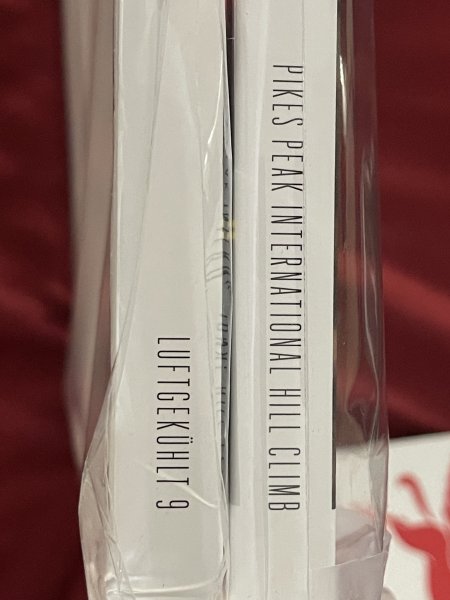 PIKES PEAK INTERNATIONAL HILL CLIMB
LUFTGEKÜHLT 9